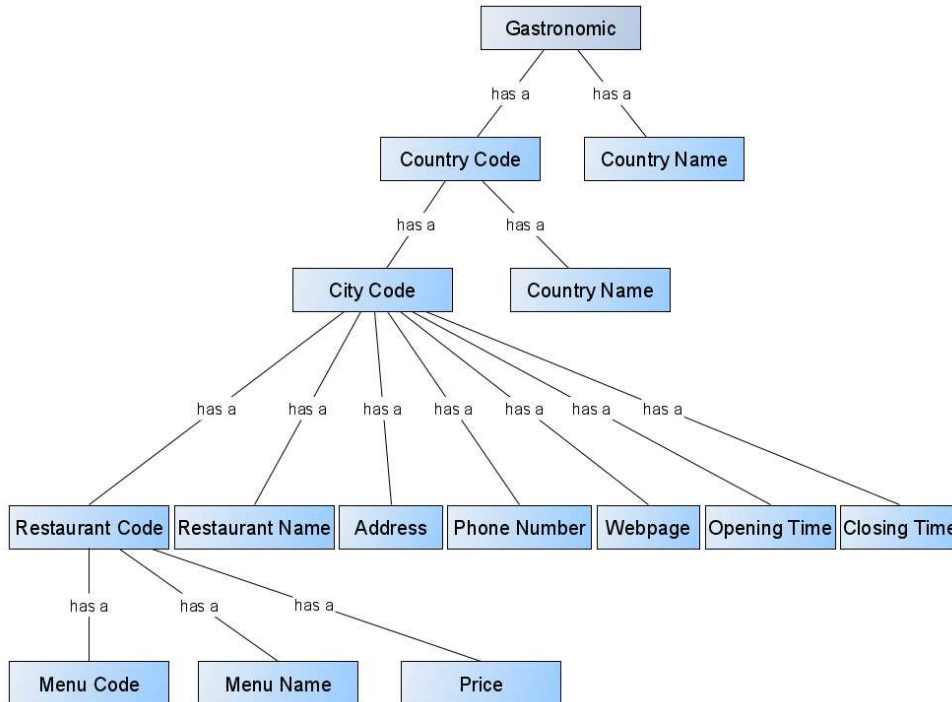 Gastronomic
has a
has a
Country Code
Country Name
has a
has a
City Code
Country Name
has a
has a
has a
has a
has a
has a
has a
Restaurant Code
Restaurant Name
Address
Phone Number
Webpage
Opening Time
Closing Time
has a
has a
has a
Menu Code
Menu Name
Price